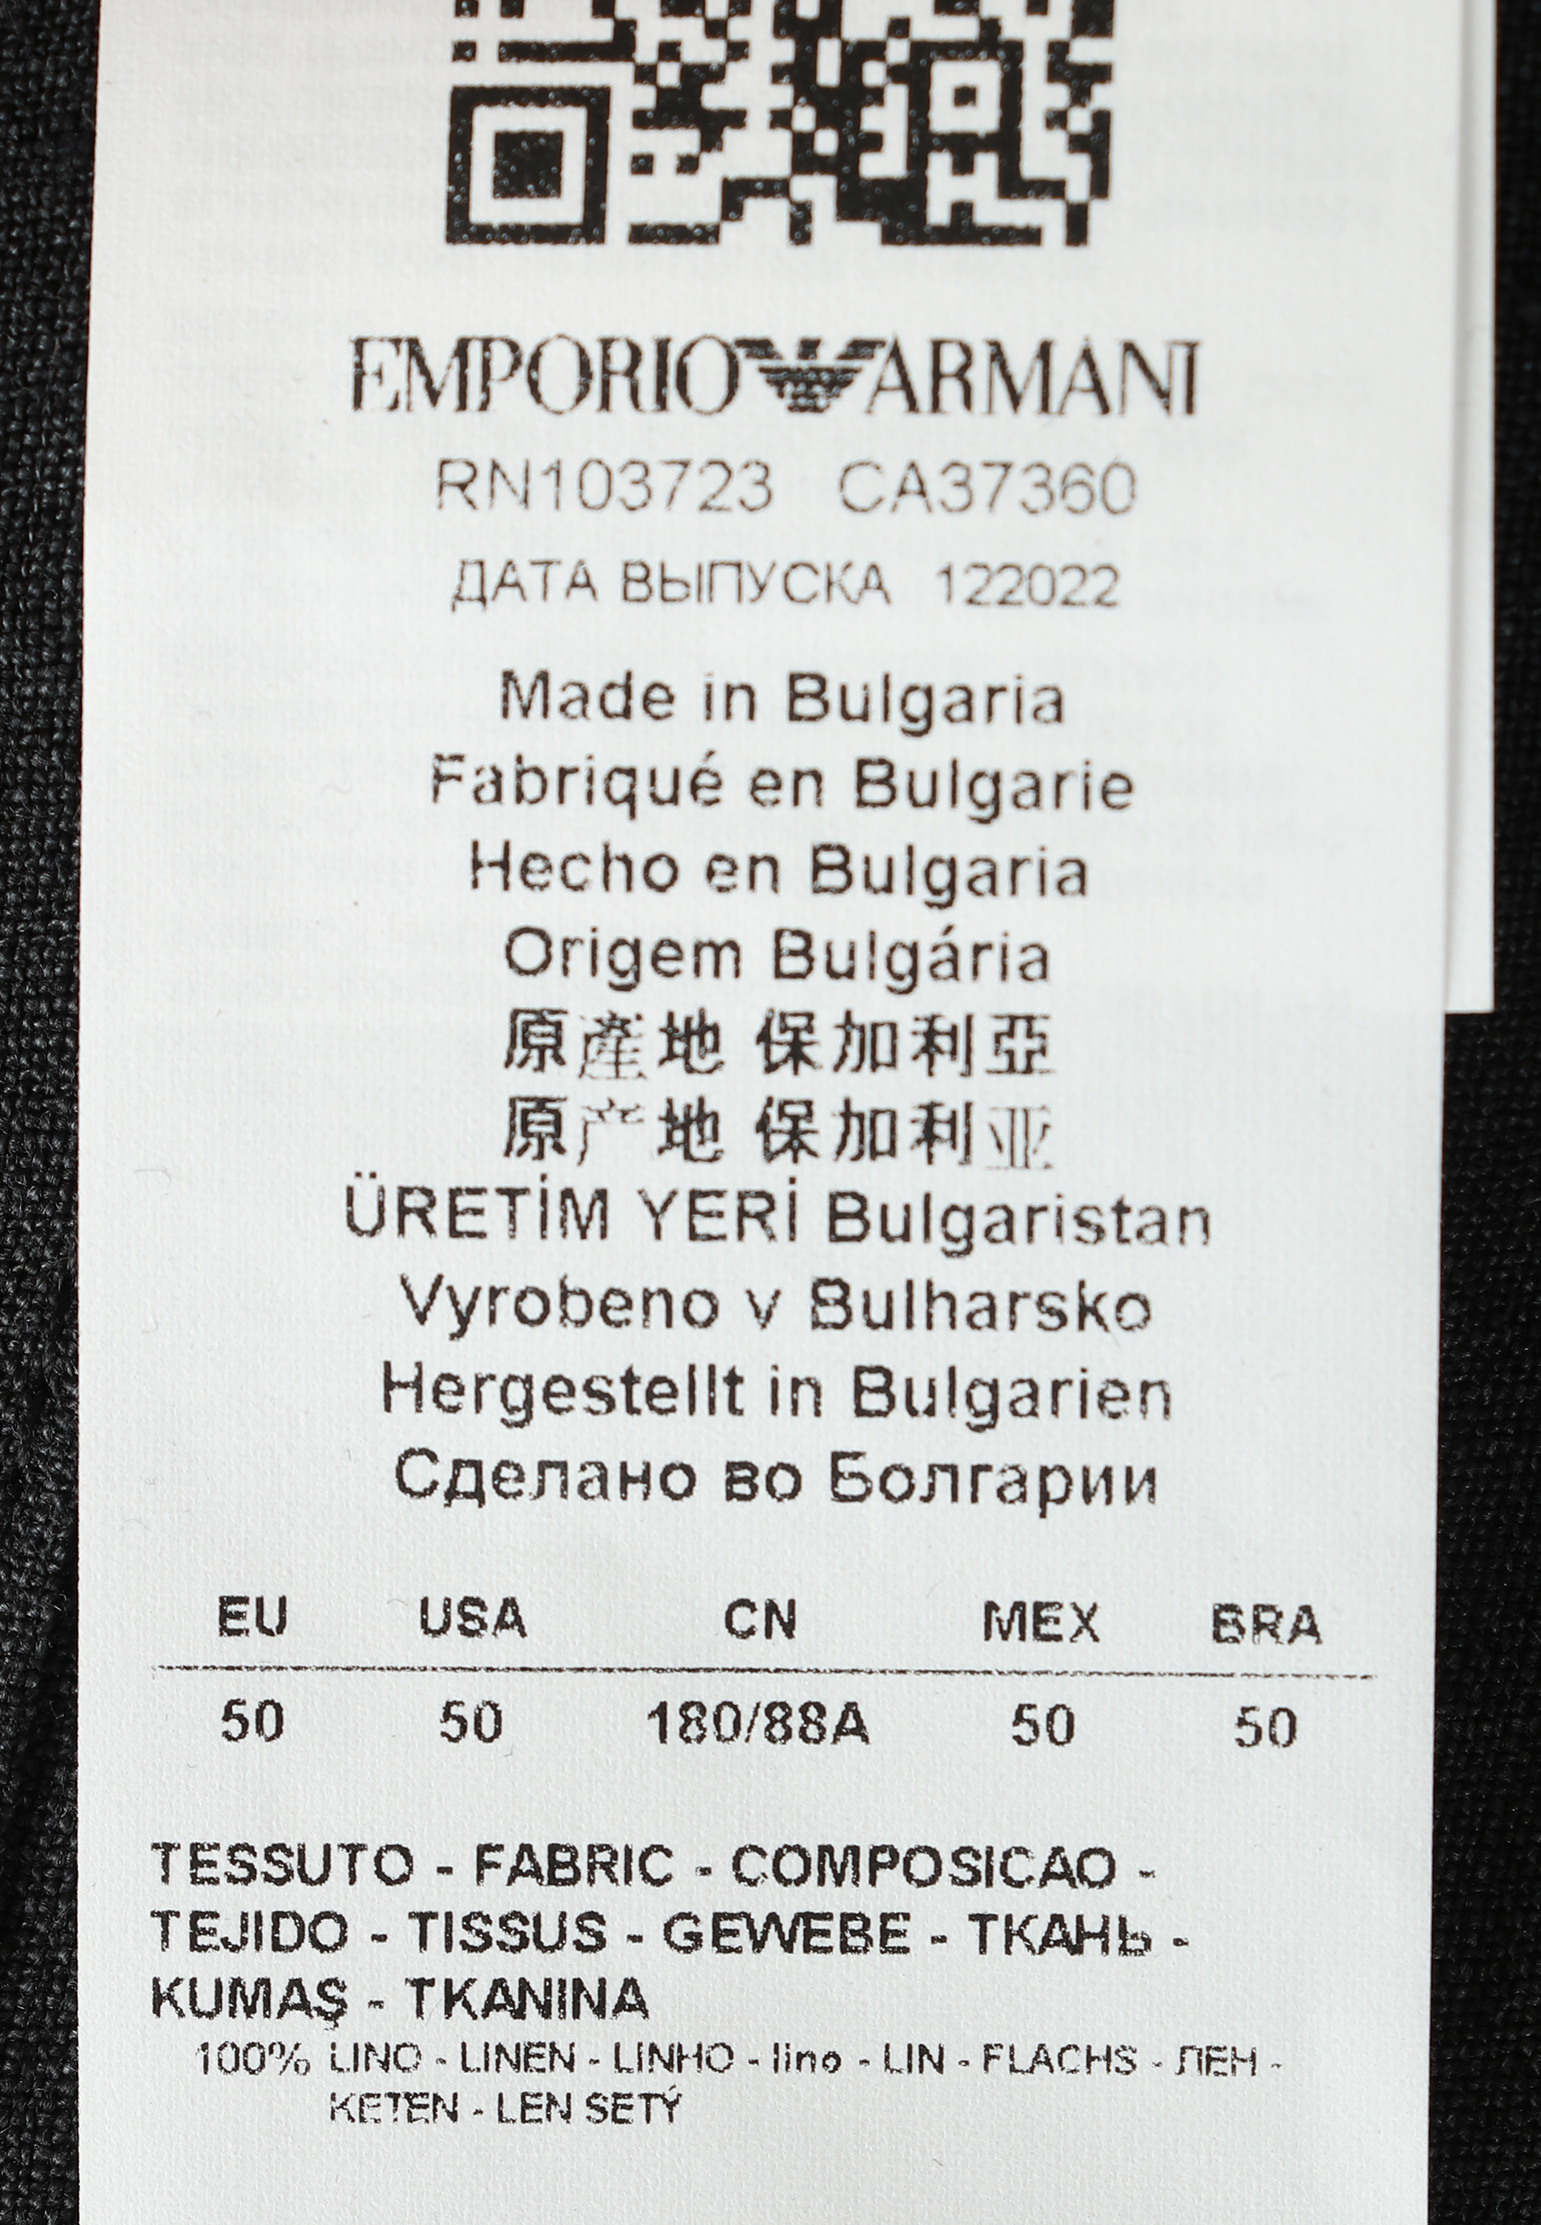 EMPORIO ARMANI
RN103723 CA37360
ДАТА ВЫПУСКА 122022
Made in Bulgaria
Fabriqué en Bulgarie
Hecho en Bulgaria
Origem Bulgária
原產地 保加利亞
原产地 保加利亚
ÜRETİM YERİ Bulgaristan
Vyrobeno v Bulharsko
Hergestellt in Bulgarien
Сделано во Болгарии
EU USA CN MEX BRA
50 50 180/88A 50 50
TESSUTO - FABRIC - COMPOSICAO -
TEJIDO - TISSUS - GEWEBE - ТКАНЬ -
KUMAŞ - TKANINA
100% LINO - LINEN - LINHO - lino - LIN - FLACHS - ЛЕН -
KETEN - LEN SETÝ